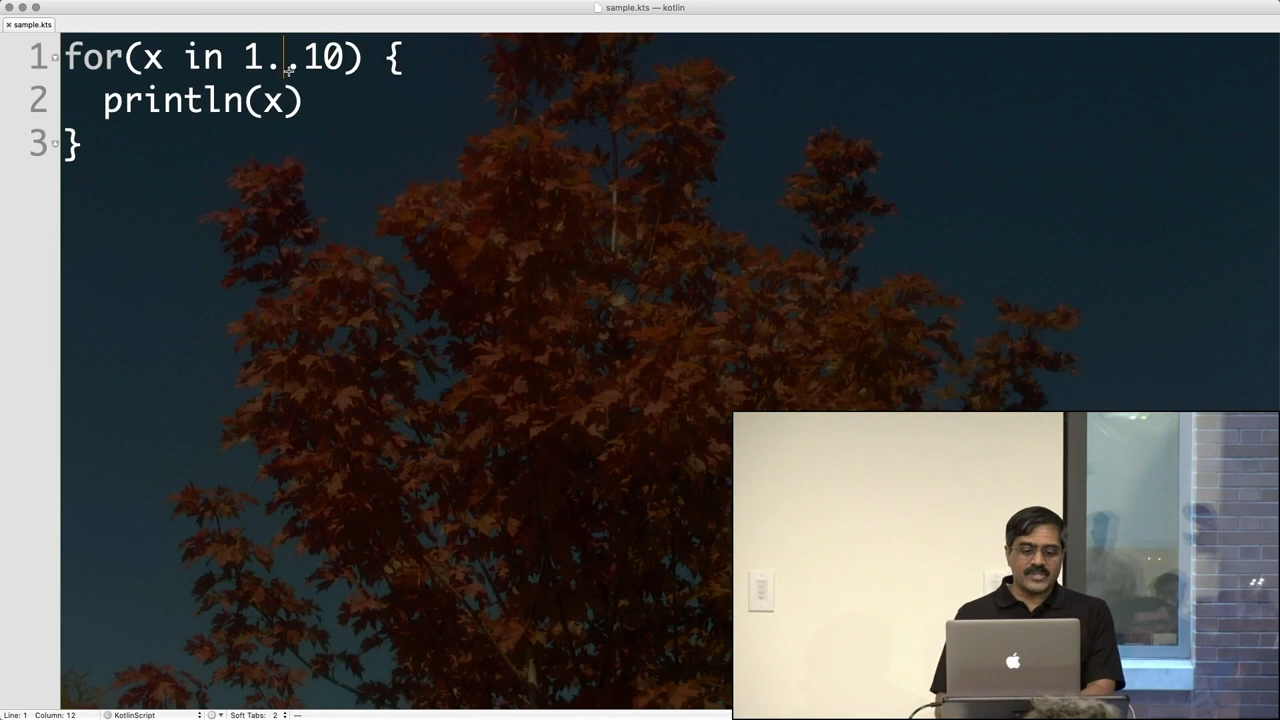 sample.kts — kotlin
× sample.kts
1 for(x in 1..10) {
2 println(x)
3 }
Line: 1 Column: 12 KotlinScript Soft Tabs: 2 —